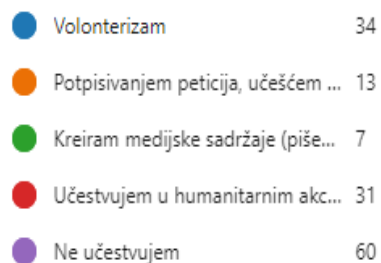 Volonterizam 34
Potpisivanjem peticija, učešćem ... 13
Kreiram medijske sadržaje (piše... 7
Učestvujem u humanitarnim akc... 31
Ne učestvujem 60